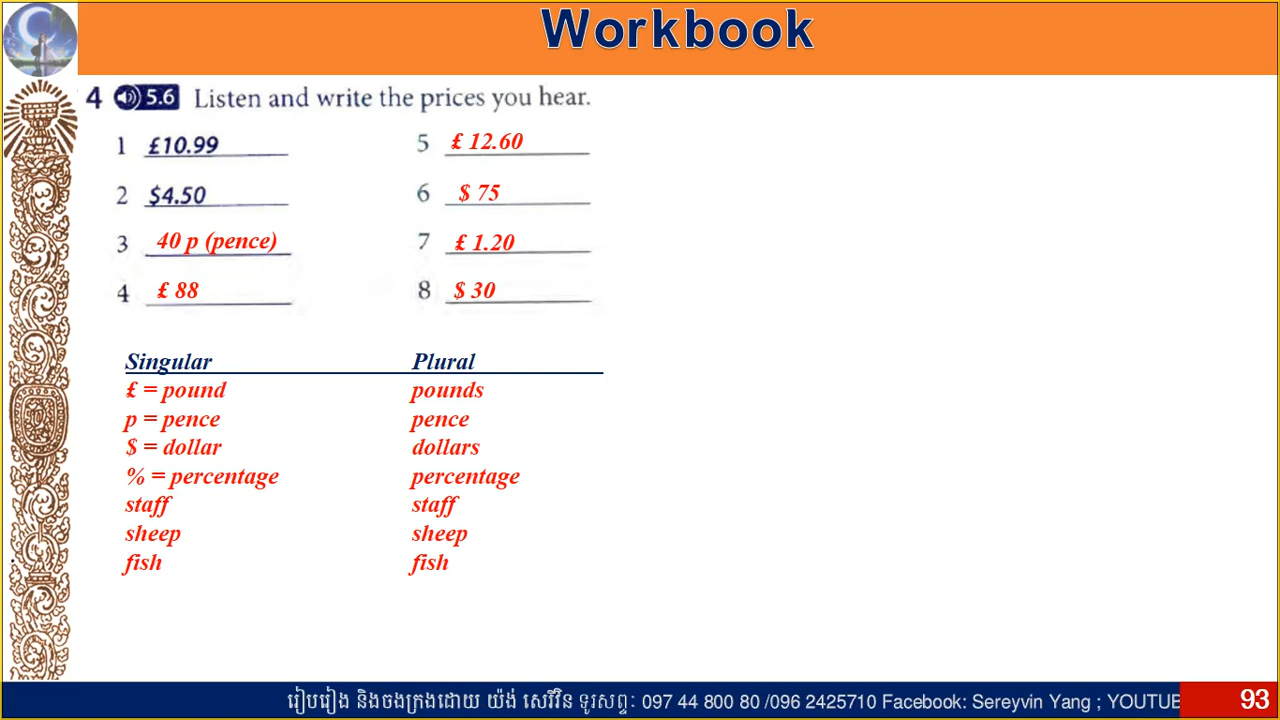 Workbook
4 5.6 Listen and write the prices you hear.
1 £10.99
2 $4.50
3 40 p (pence)
4 £ 88
5 £ 12.60
6 $ 75
7 £ 1.20
8 $ 30
Singular Plural
£ = pound pounds
p = pence pence
$ = dollar dollars
% = percentage percentage
staff staff
sheep sheep
fish fish
រៀបរៀង និងចងក្រងដោយ យ៉ង់ សេរីវីន ទូរសព្ទៈ 097 44 800 80 /096 2425710 Facebook: Sereyvin Yang ; YOUTUB
93